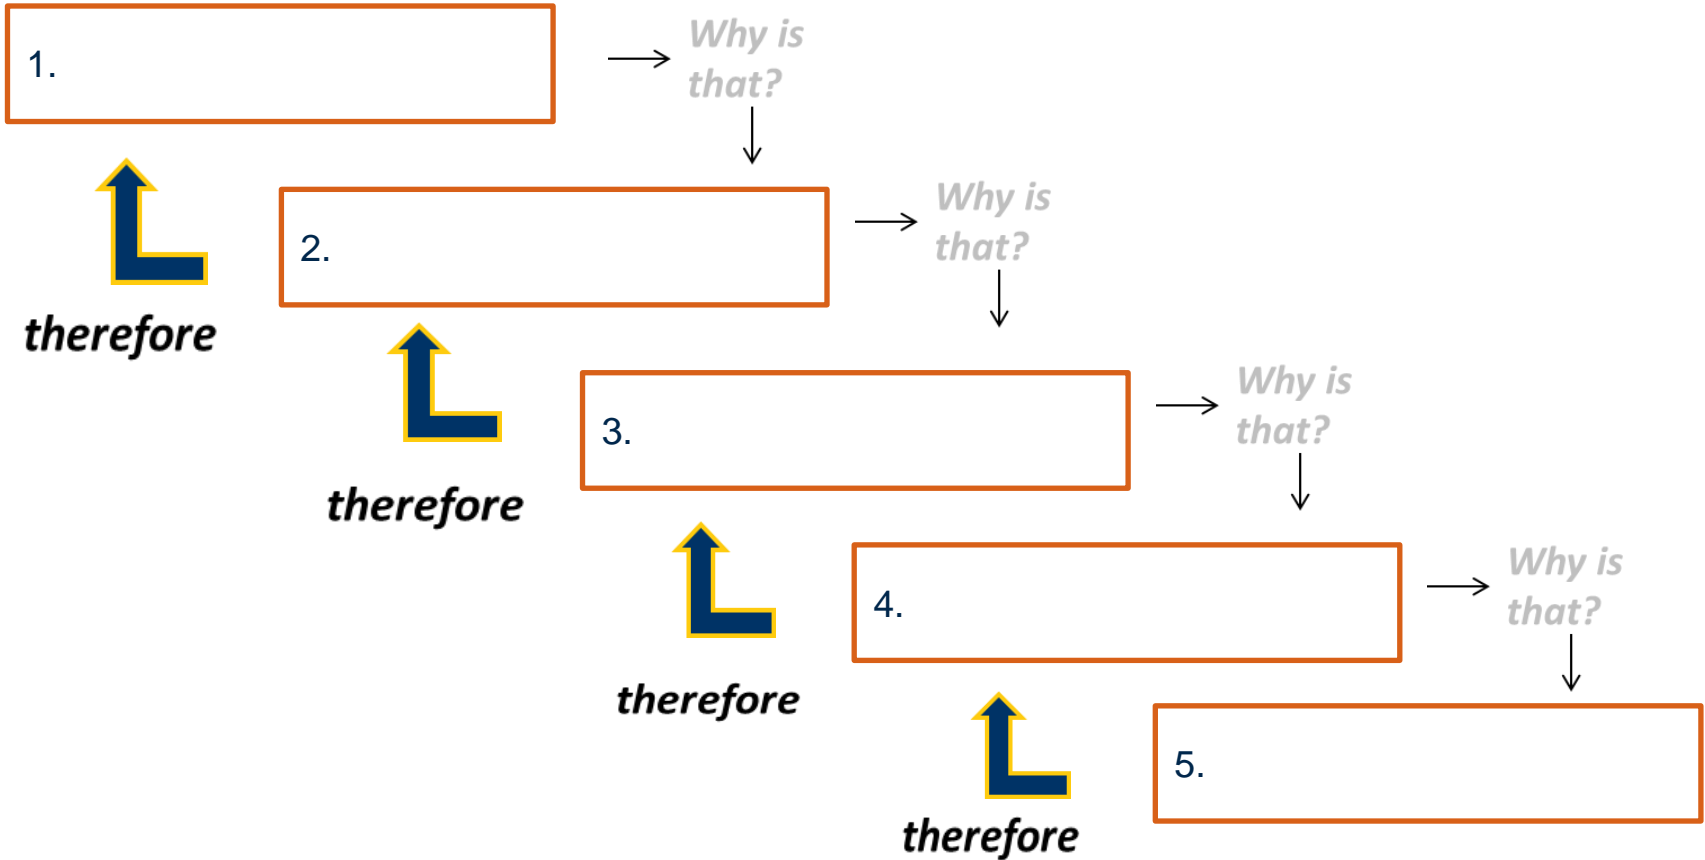 1.
Why is
that?
therefore
2.
Why is
that?
therefore
3.
Why is
that?
therefore
4.
Why is
that?
therefore
5.